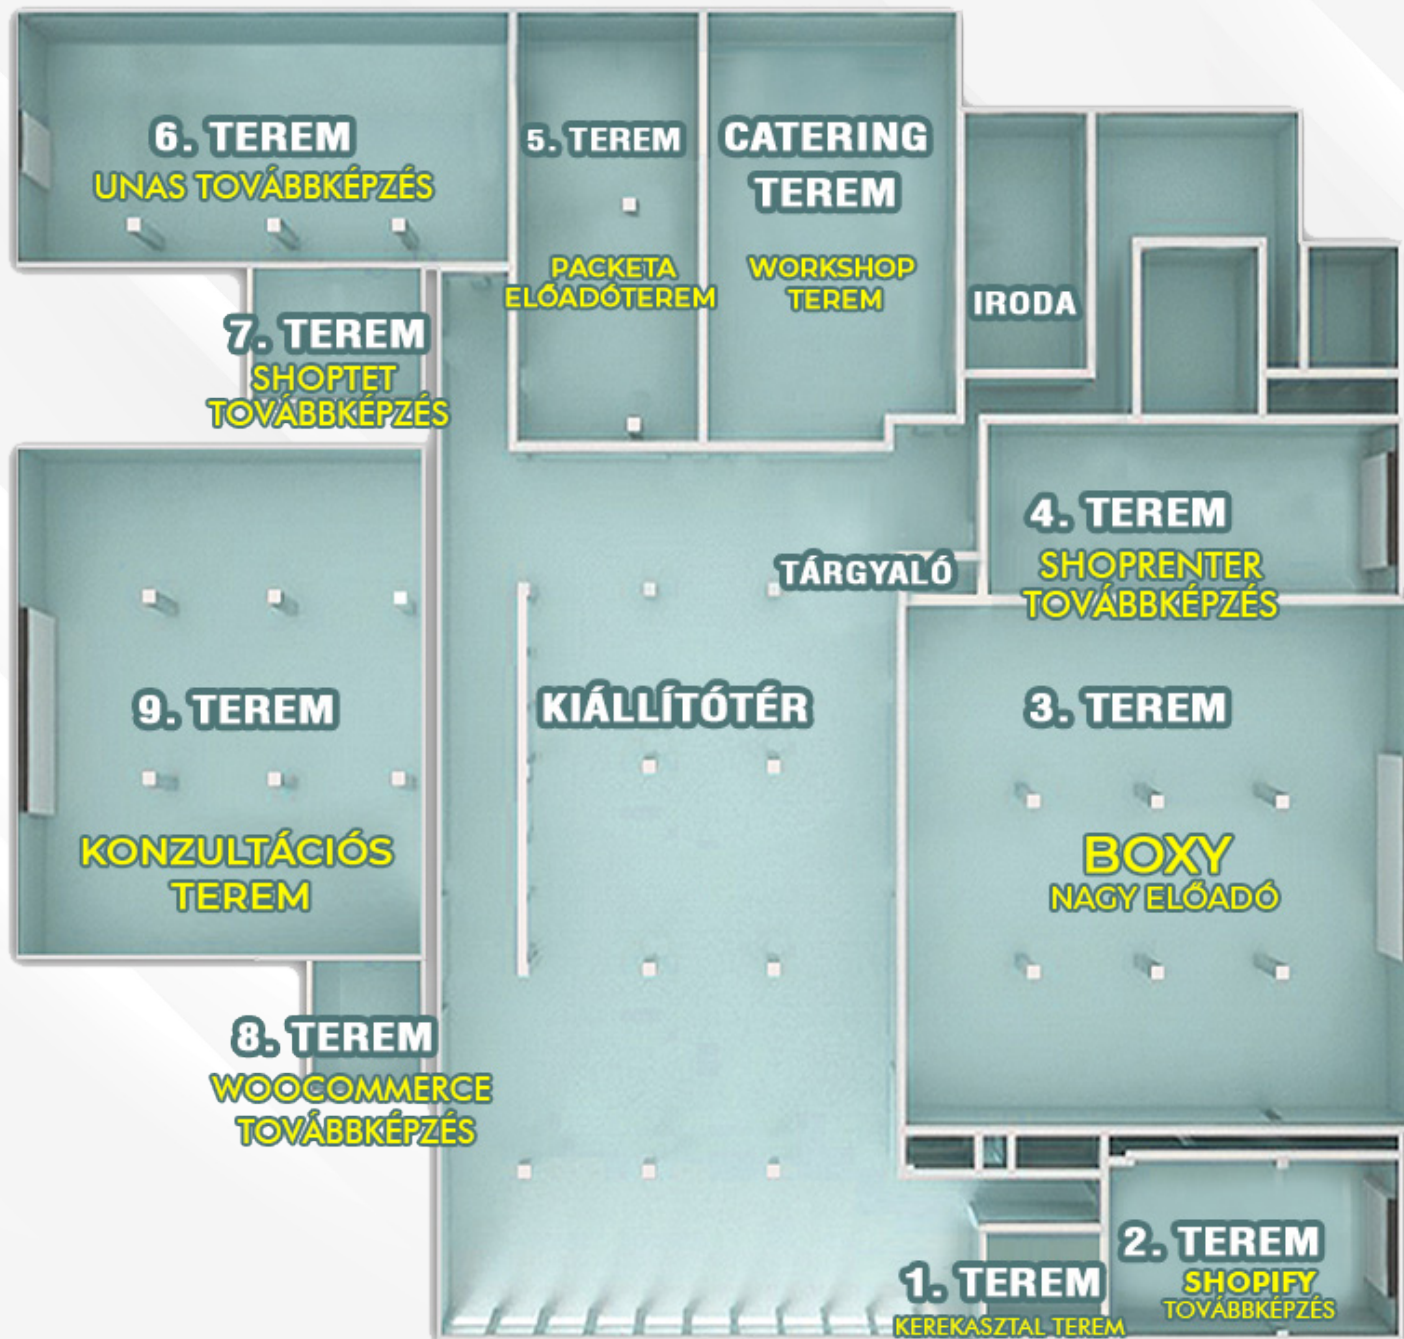 6. TEREM
UNAS TOVÁBBKÉPZÉS
5. TEREM
PACKETA
ELŐADÓTEREM
CATERING
TEREM
WORKSHOP
TEREM
IRODA
7. TEREM
SHOPTET
TOVÁBBKÉPZÉS
4. TEREM
SHOPRENTER
TOVÁBBKÉPZÉS
TÁRGYALÓ
9. TEREM
KONZULTÁCIÓS
TEREM
KIÁLLÍTÓTÉR
3. TEREM
BOXY
NAGY ELŐADÓ
8. TEREM
WOOCOMMERCE
TOVÁBBKÉPZÉS
1. TEREM
KEREKASZTAL TEREM
2. TEREM
SHOPIFY
TOVÁBBKÉPZÉS